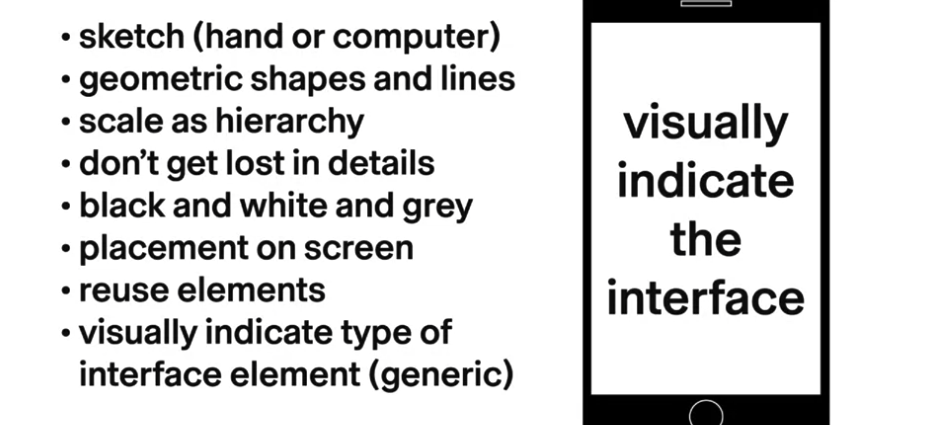 • sketch (hand or computer)
• geometric shapes and lines
• scale as hierarchy
• don’t get lost in details
• black and white and grey
• placement on screen
• reuse elements
• visually indicate type of
interface element (generic)
visually
indicate
the
interface